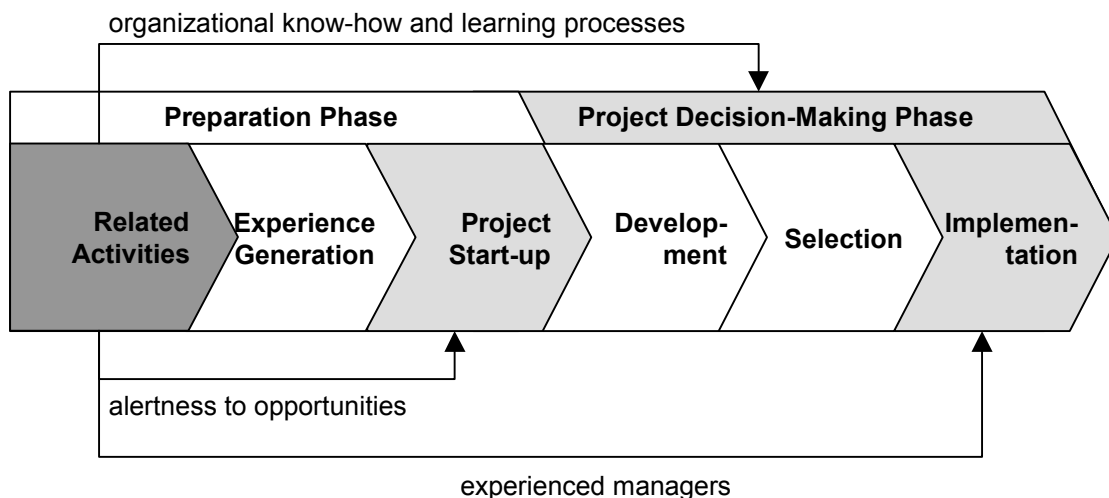 organizational know-how and learning processes
Preparation Phase
Project Decision-Making Phase
Related
Activities
Experience
Generation
Project
Start-up
Develop-
ment
Selection
Implemen-
tation
alertness to opportunities
experienced managers